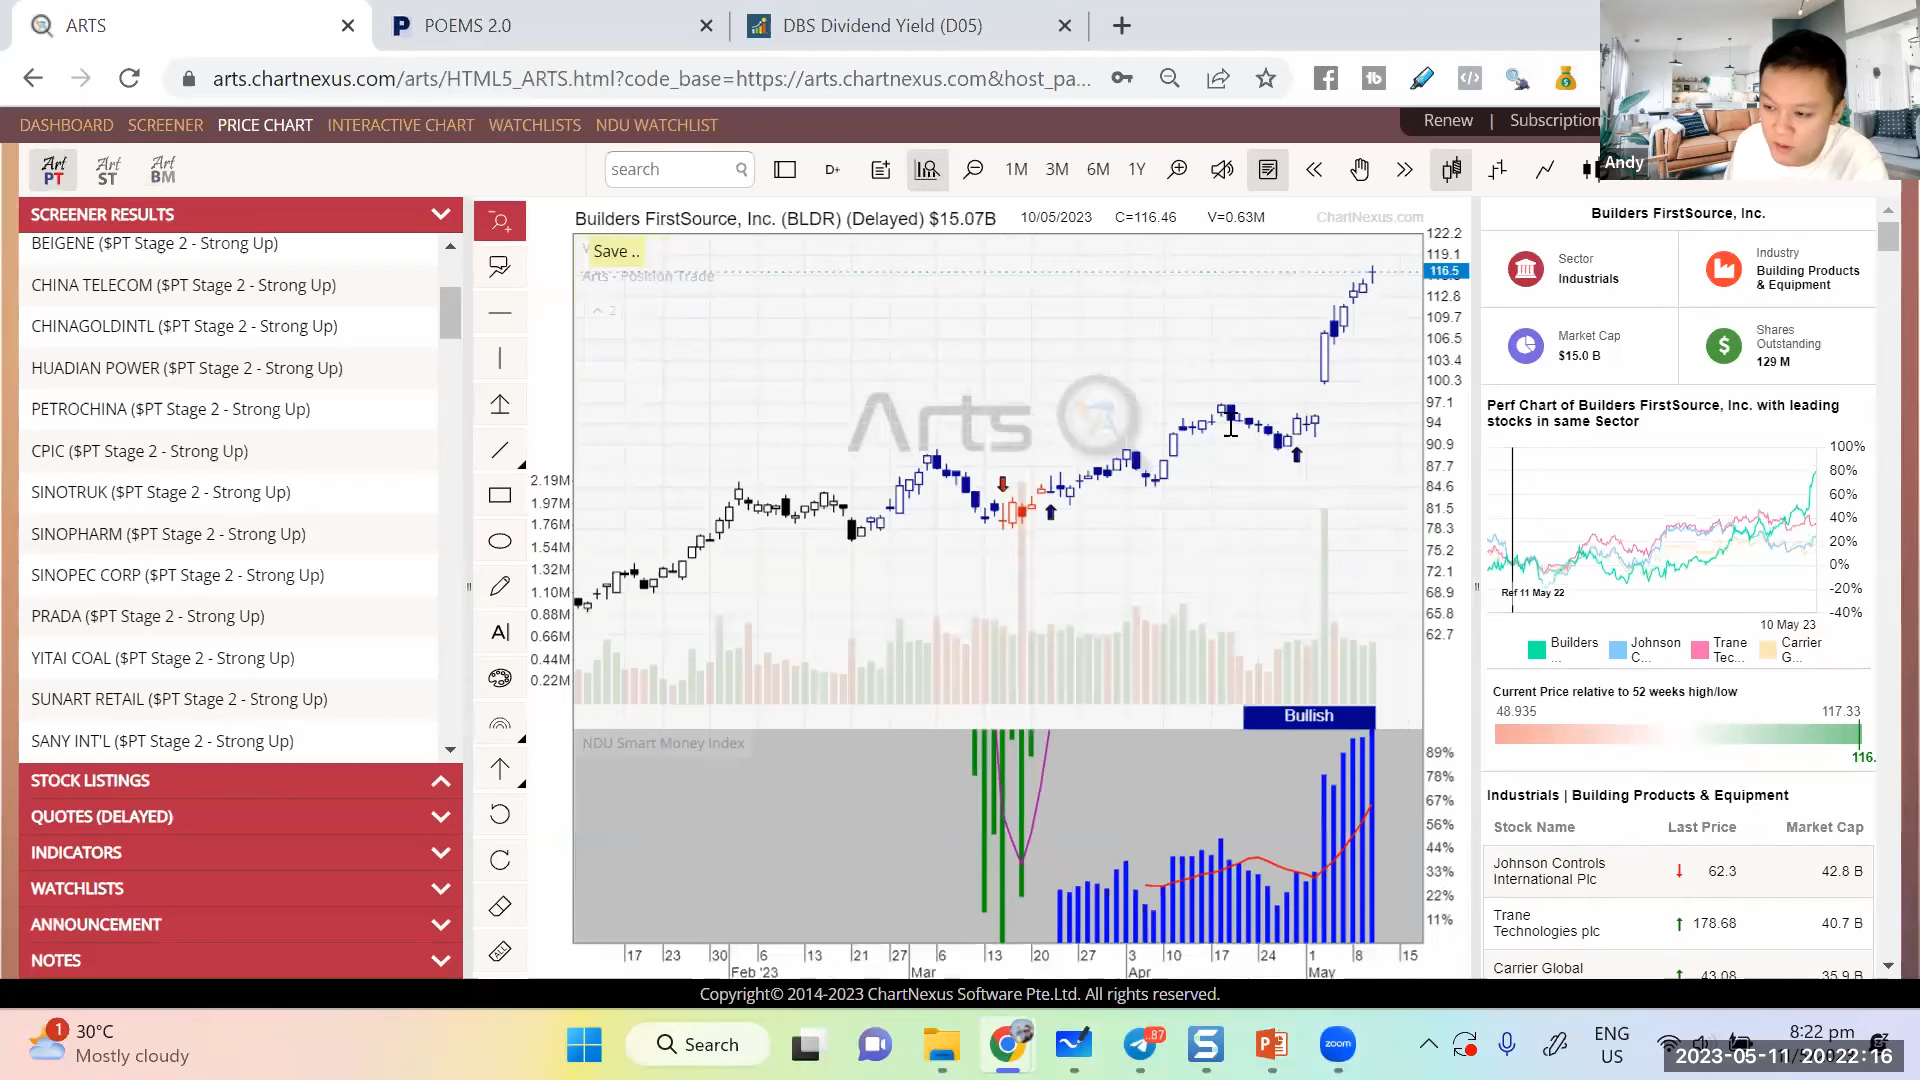 ARTS
POEMS 2.0
DBS Dividend Yield (D05)
arts.chartnexus.com/arts/HTML5_ARTS.html?code_base=https://arts.chartnexus.com&host_pa...
DASHBOARD SCREENER PRICE CHART INTERACTIVE CHART WATCHLISTS NDU WATCHLIST
Renew | Subscription
Andy
Art PT
Art ST
Art BM
search
D+
1M 3M 6M 1Y
SCREENER RESULTS
BEIGENE ($PT Stage 2 - Strong Up)
CHINA TELECOM ($PT Stage 2 - Strong Up)
CHINAGOLDINTL ($PT Stage 2 - Strong Up)
HUADIAN POWER ($PT Stage 2 - Strong Up)
PETROCHINA ($PT Stage 2 - Strong Up)
CPIC ($PT Stage 2 - Strong Up)
SINOTRUK ($PT Stage 2 - Strong Up)
SINOPHARM ($PT Stage 2 - Strong Up)
SINOPEC CORP ($PT Stage 2 - Strong Up)
PRADA ($PT Stage 2 - Strong Up)
YITAI COAL ($PT Stage 2 - Strong Up)
SUNART RETAIL ($PT Stage 2 - Strong Up)
SANY INT'L ($PT Stage 2 - Strong Up)
STOCK LISTINGS
QUOTES (DELAYED)
INDICATORS
WATCHLISTS
ANNOUNCEMENT
NOTES
Builders FirstSource, Inc. (BLDR) (Delayed) $15.07B 10/05/2023 C=116.46 V=0.63M ChartNexus.com
Save ..
Arts - Position Trade
2
Arts
122.2
119.1
116.5
112.8
109.7
106.5
103.4
100.3
97.1
94
90.9
87.7
84.6
81.5
78.3
75.2
72.1
68.9
65.8
62.7
2.19M
1.97M
1.76M
1.54M
1.32M
1.10M
0.88M
0.66M
0.44M
0.22M
Bullish
NDU Smart Money Index
89%
78%
67%
56%
44%
33%
22%
11%
17 23 30 6 13 21 27 6 13 20 27 3 10 17 24 1 8 15
Feb '23 Mar Apr May
Builders FirstSource, Inc.
Sector
Industrials
Industry
Building Products
& Equipment
Market Cap
$15.0 B
Shares
Outstanding
129 M
Perf Chart of Builders FirstSource, Inc. with leading
stocks in same Sector
100%
80%
60%
40%
20%
0%
-20%
-40%
Ref 11 May 22
10 May 23
Builders ...
Johnson C...
Trane Tec...
Carrier G...
Current Price relative to 52 weeks high/low
48.935 117.33
116.
Industrials | Building Products & Equipment
Stock Name Last Price Market Cap
Johnson Controls
International Plc 62.3 42.8 B
Trane
Technologies plc 178.68 40.7 B
Carrier Global 43.08 35.9 B
Copyright© 2014-2023 ChartNexus Software Pte.Ltd. All rights reserved.
1
30°C
Mostly cloudy
Search
87
zoom
ENG
US
8:22 pm
2023-05-11 20:22:16